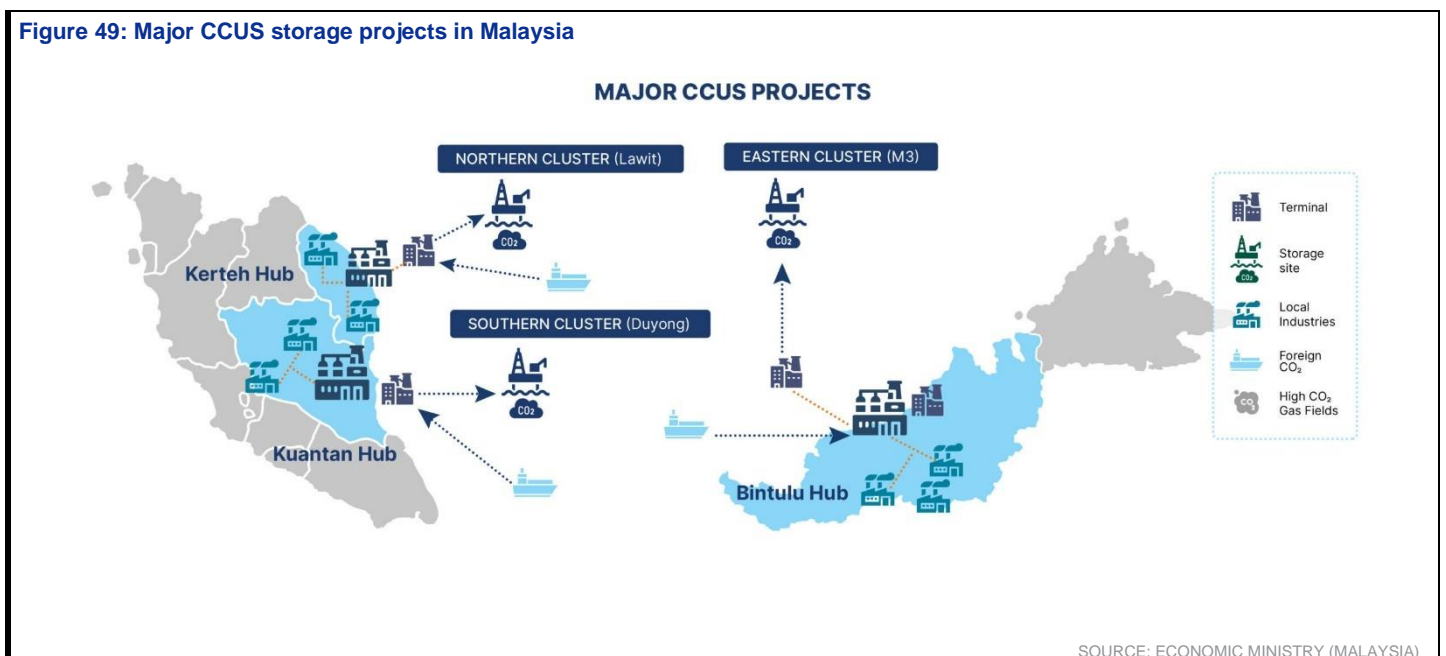 Figure 49: Major CCUS storage projects in Malaysia
MAJOR CCUS PROJECTS
NORTHERN CLUSTER (Lawit)
CO₂
Kerteh Hub
SOUTHERN CLUSTER (Duyong)
CO₂
Kuantan Hub
EASTERN CLUSTER (M3)
CO₂
Bintulu Hub
Terminal
Storage
site
CO₂
Local
Industries
Foreign
CO₂
CO₂
High CO₂
Gas Fields
SOURCE: ECONOMIC MINISTRY (MALAYSIA)